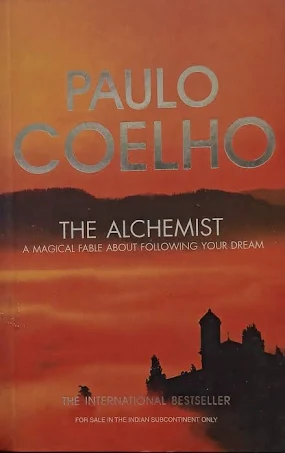 PAULO
COELHO
THE ALCHEMIST
A MAGICAL FABLE ABOUT FOLLOWING YOUR DREAM
THE INTERNATIONAL BESTSELLER
FOR SALE IN THE INDIAN SUBCONTINENT ONLY